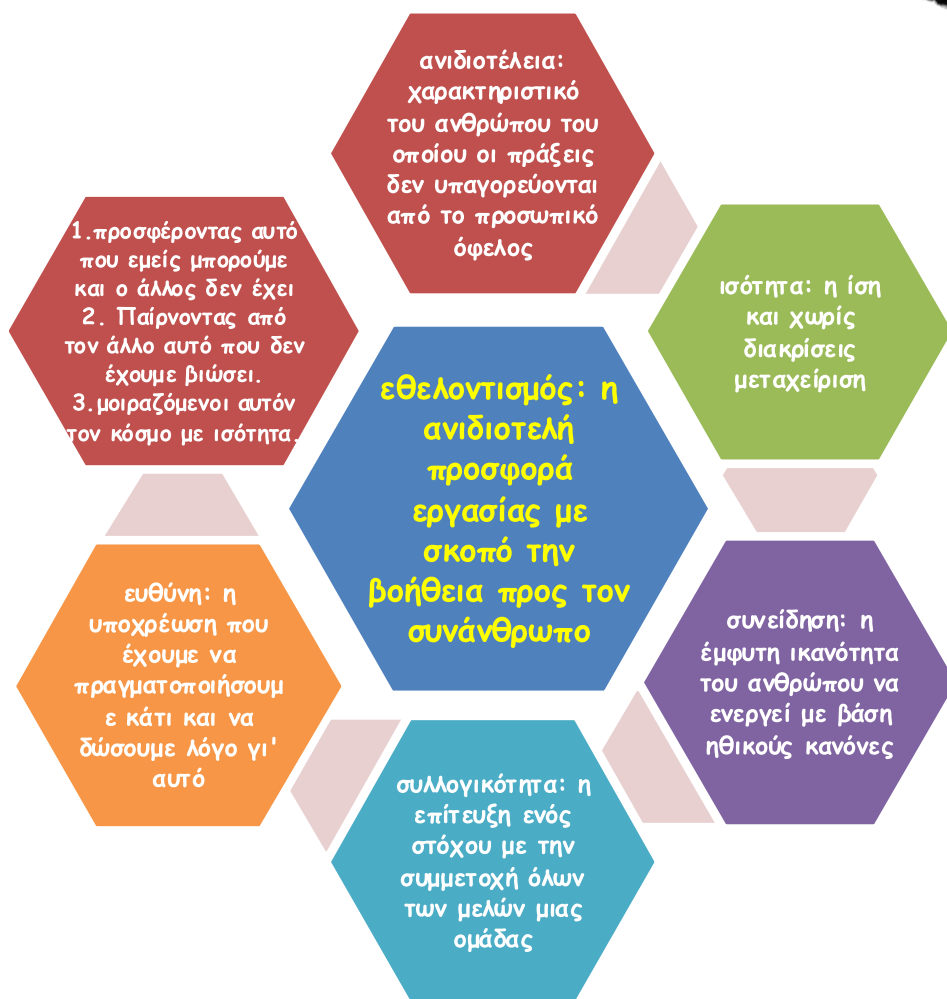 ανιδιοτέλεια:
χαρακτηριστικό
του ανθρώπου του
οποίου οι πράξεις
δεν υπαγορεύονται
από το προσωπικό
όφελος
ισότητα: η ίση
και χωρίς
διακρίσεις
μεταχείριση
συνείδηση: η
έμφυτη ικανότητα
του ανθρώπου να
ενεργεί με βάση
ηθικούς κανόνες
συλλογικότητα: η
επίτευξη ενός
στόχου με την
συμμετοχή όλων
των μελών μιας
ομάδας
ευθύνη: η
υποχρέωση που
έχουμε να
πραγματοποιήσουμ
ε κάτι και να
δώσουμε λόγο γι'
αυτό
1.προσφέροντας αυτό
που εμείς μπορούμε
και ο άλλος δεν έχει
2. Παίρνοντας από
τον άλλο αυτό που δεν
έχουμε βιώσει.
3.μοιραζόμενοι αυτόν
τον κόσμο με ισότητα.
εθελοντισμός: η
ανιδιοτελή
προσφορά
εργασίας με
σκοπό την
βοήθεια προς τον
συνάνθρωπο